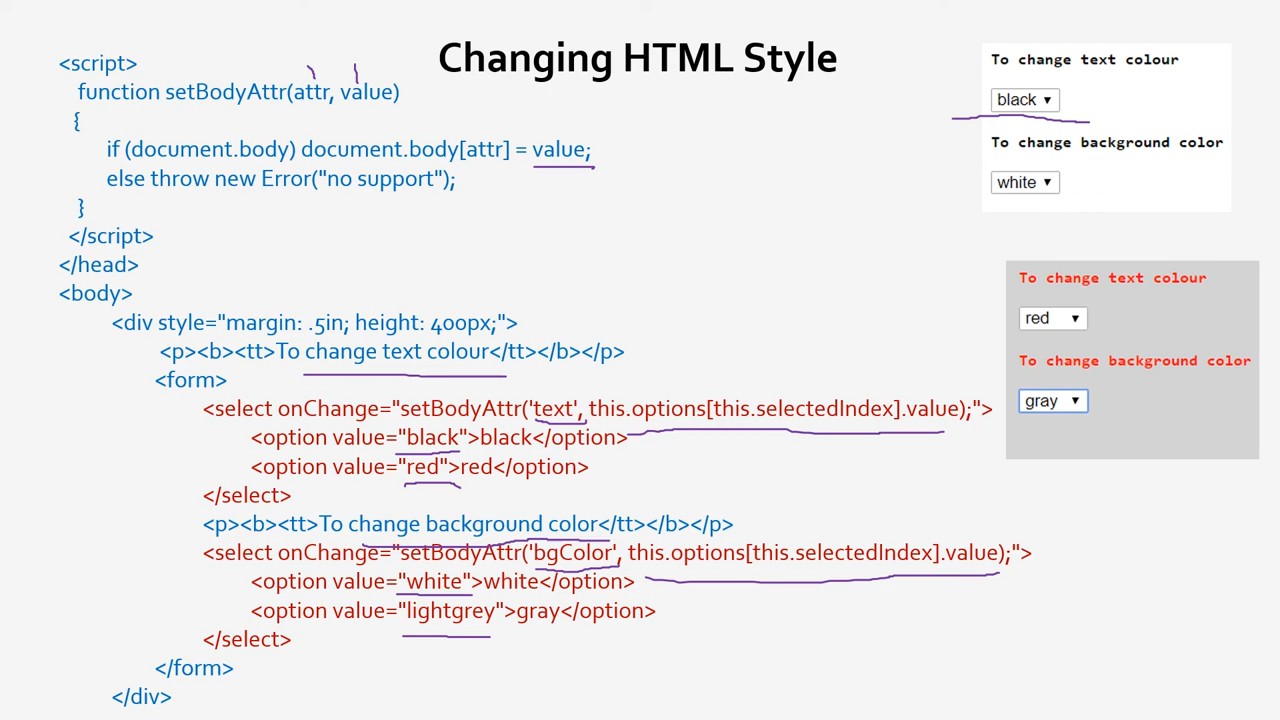 Changing HTML Style
<script>
function setBodyAttr(attr, value)
{
if (document.body) document.body[attr] = value;
else throw new Error("no support");
}
</script>
</head>
<body>
<div style="margin: .5in; height: 400px;">
<p><b><tt>To change text colour</tt></b></p>
<form>
<select onChange="setBodyAttr('text', this.options[this.selectedIndex].value);">
<option value="black">black</option>
<option value="red">red</option>
</select>
<p><b><tt>To change background color</tt></b></p>
<select onChange="setBodyAttr('bgColor', this.options[this.selectedIndex].value);">
<option value="white">white</option>
<option value="lightgrey">gray</option>
</select>
</form>
</div>
To change text colour
black
To change background color
white
To change text colour
red
To change background color
gray